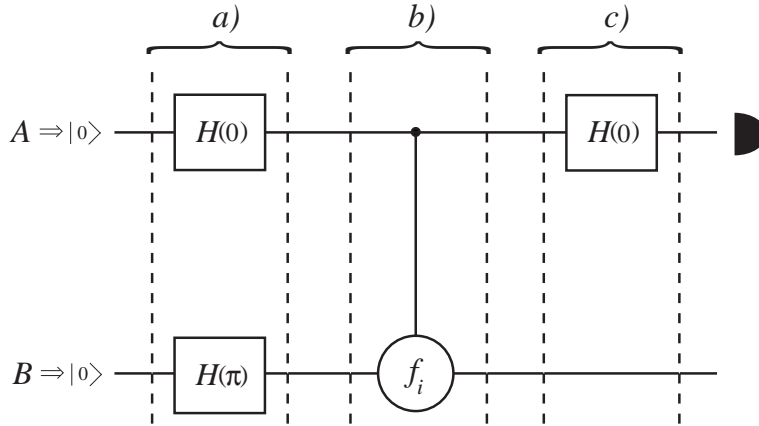 a) b) c)
A ⇒ |0⟩ H(0) H(0)
B ⇒ |0⟩ H(π) f_i